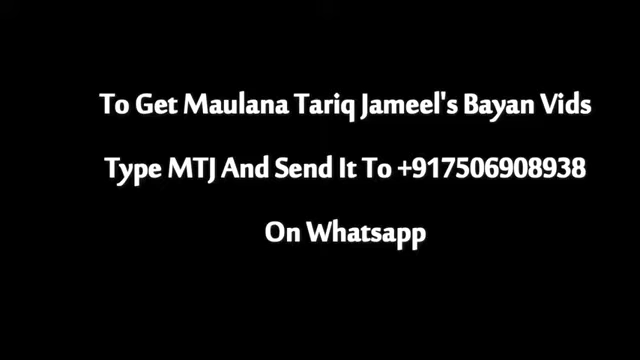 To Get Maulana Tariq Jameel's Bayan Vids
Type MTJ And Send It To +917506908938
On Whatsapp